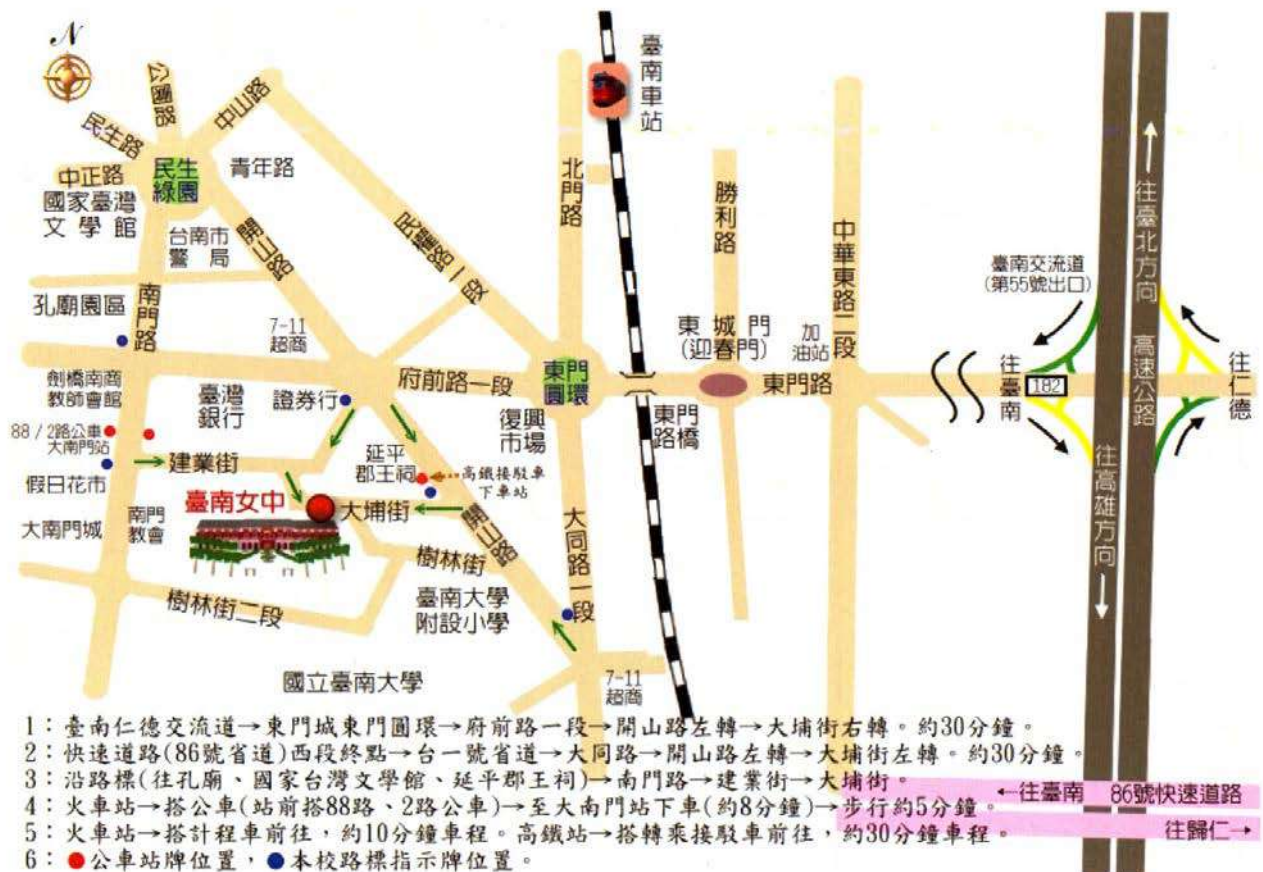 N
臺南車站
公園路
中山路
民生路
民生綠園
青年路
中正路
北門路
勝利路
國家臺灣
文學館
中華東路二段
往臺北方向
台南市
警局
開山路
民權路一段
臺南交流道
(第55號出口)
孔廟園區
南門路
7-11
超商
東城門
(迎春門)
加油站
高速公路
劍橋南商
教師會館
臺灣
銀行
證券行
府前路一段
東門
圓環
東門路
往臺南
182
往仁德
復興
市場
東門
路橋
88/2路公車
大南門站
建業街
延平
郡王祠
高鐵接駁車
下車站
往高雄方向
假日花市
臺南女中
大埔街
大南門城
南門
教會
開山路
大同路一段
樹林街
樹林街二段
臺南大學
附設小學
國立臺南大學
7-11
超商
1：臺南仁德交流道→東門城東門圓環→府前路一段→開山路左轉→大埔街右轉。約30分鐘。
2：快速道路(86號省道)西段終點→台一號省道→大同路→開山路左轉→大埔街左轉。約30分鐘。
3：沿路標(往孔廟、國家台灣文學館、延平郡王祠)→南門路→建業街→大埔街。
←往臺南 86號快速道路
4：火車站→搭公車(站前搭88路、2路公車)→至大南門站下車(約8分鐘)→步行約5分鐘。
往歸仁→
5：火車站→搭計程車前往，約10分鐘車程。高鐵站→搭轉乘接駁車前往，約30分鐘車程。
6：●公車站牌位置，●本校路標指示牌位置。